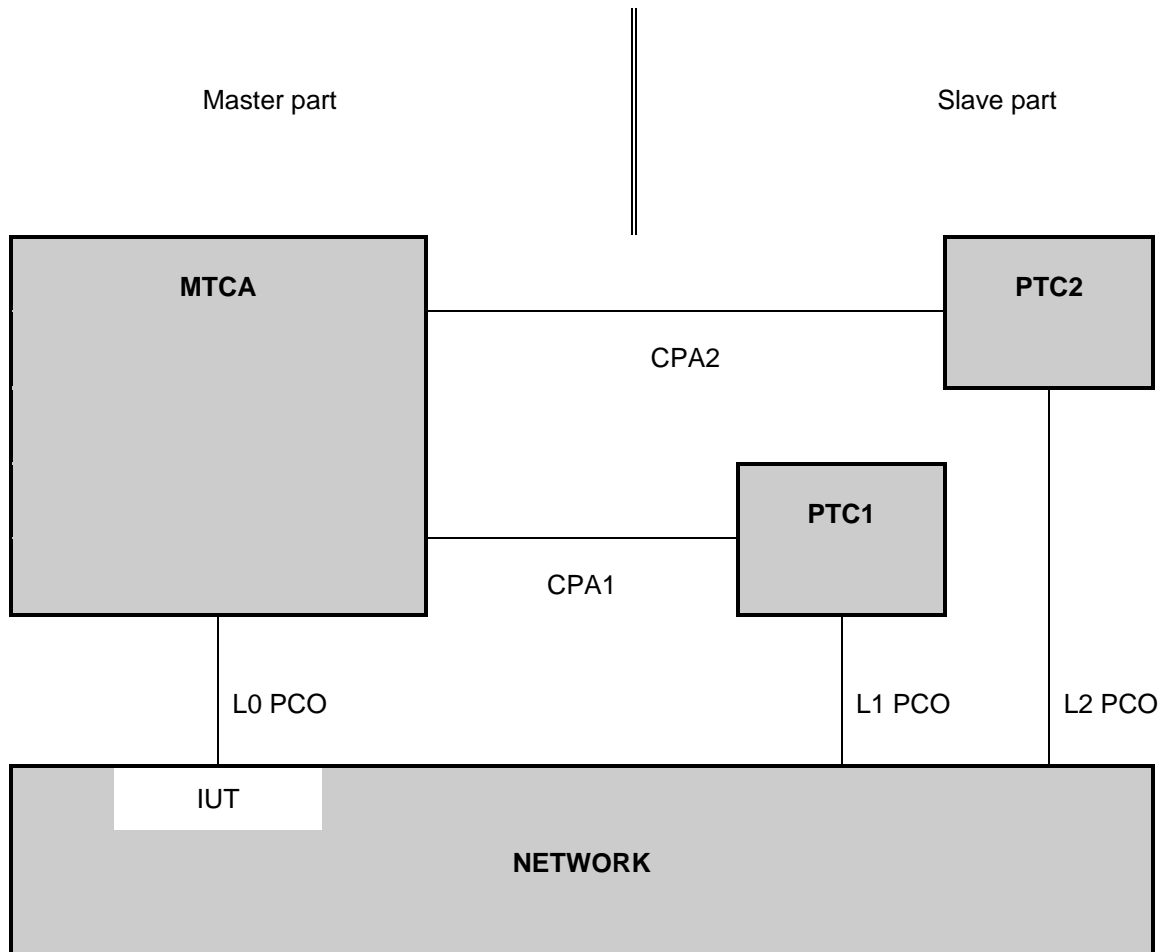 Master part
Slave part
MTCA
PTC2
CPA2
PTC1
CPA1
L0 PCO
L1 PCO
L2 PCO
IUT
NETWORK